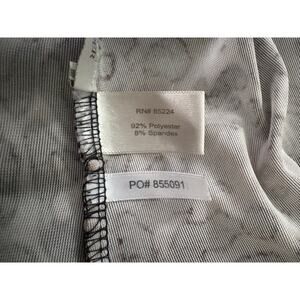 RN# 85224
92% Polyester
8% Spandex
PO# 855091